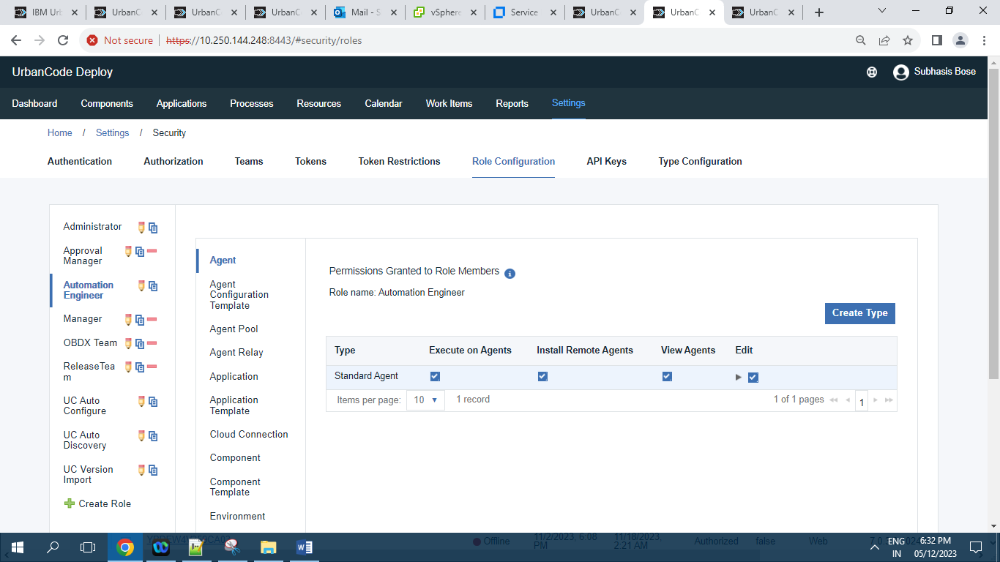 IBM Urb
UrbanC
UrbanC
UrbanC
Mail - S
vSphere
Service
UrbanC
UrbanC
UrbanC
Not secure
https://10.250.144.248:8443/#security/roles
UrbanCode Deploy
Subhasis Bose
Dashboard Components Applications Processes Resources Calendar Work Items Reports Settings
Home / Settings / Security
Authentication Authorization Teams Tokens Token Restrictions Role Configuration API Keys Type Configuration
Administrator
Approval
Manager
Automation
Engineer
Manager
OBDX Team
ReleaseTea
m
UC Auto
Configure
UC Auto
Discovery
UC Version
Import
Create Role
Agent
Agent
Configuration
Template
Agent Pool
Agent Relay
Application
Application
Template
Cloud Connection
Component
Component
Template
Environment
Permissions Granted to Role Members
Role name: Automation Engineer
Create Type
Type Execute on Agents Install Remote Agents View Agents Edit
Standard Agent
Items per page: 10 1 record 1 of 1 pages 1
Offline
11/2/2023, 6:08
PM
11/18/2023,
2:21 AM
Authorized
false
Web
ENG
IN
6:32 PM
05/12/2023